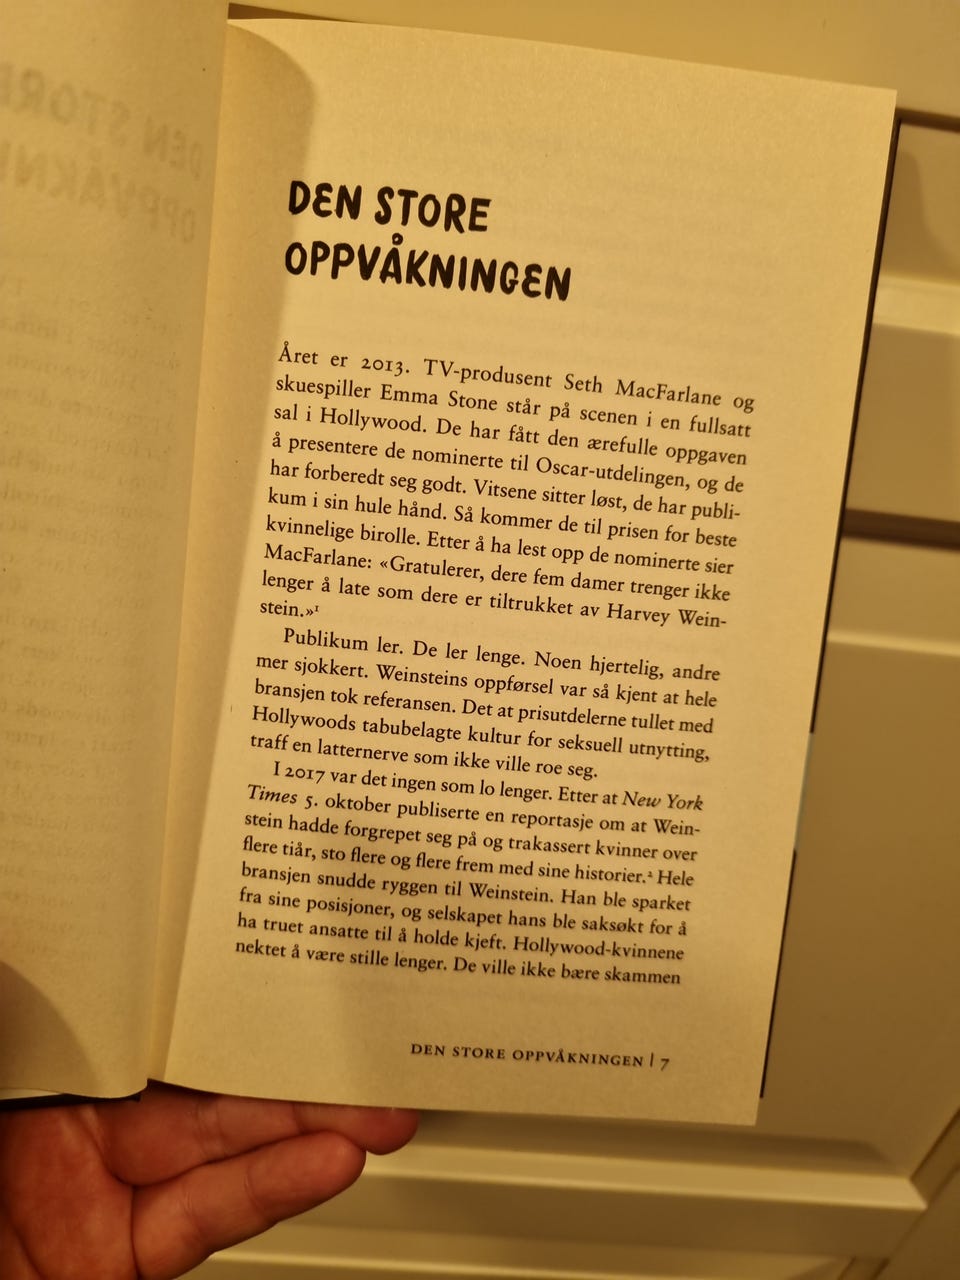 DEN STORE
OPPVÅKNINGEN
Året er 2013. TV-produsent Seth MacFarlane og
skuespiller Emma Stone står på scenen i en fullsatt
sal i Hollywood. De har fått den ærefulle oppgaven
å presentere de nominerte til Oscar-utdelingen, og de
har forberedt seg godt. Vitsene sitter løst, de har publi-
kum i sin hule hånd. Så kommer de til prisen for beste
kvinnelige birolle. Etter å ha lest opp de nominerte sier
MacFarlane: «Gratulerer, dere fem damer trenger ikke
lenger å late som dere er tiltrukket av Harvey Wein-
stein.»¹
Publikum ler. De ler lenge. Noen hjertelig, andre
mer sjokkert. Weinsteins oppførsel var så kjent at hele
bransjen tok referansen. Det at prisutdelerne tullet med
Hollywoods tabubelagte kultur for seksuell utnytting,
traff en latternerve som ikke ville roe seg.
I 2017 var det ingen som lo lenger. Etter at New York
Times 5. oktober publiserte en reportasje om at Wein-
stein hadde forgrepet seg på og trakassert kvinner over
flere tiår, sto flere og flere frem med sine historier.² Hele
bransjen snudde ryggen til Weinstein. Han ble sparket
fra sine posisjoner, og selskapet hans ble saksøkt for å
ha truet ansatte til å holde kjeft. Hollywood-kvinnene
nektet å være stille lenger. De ville ikke bære skammen
DEN STORE OPPVÅKNINGEN | 7